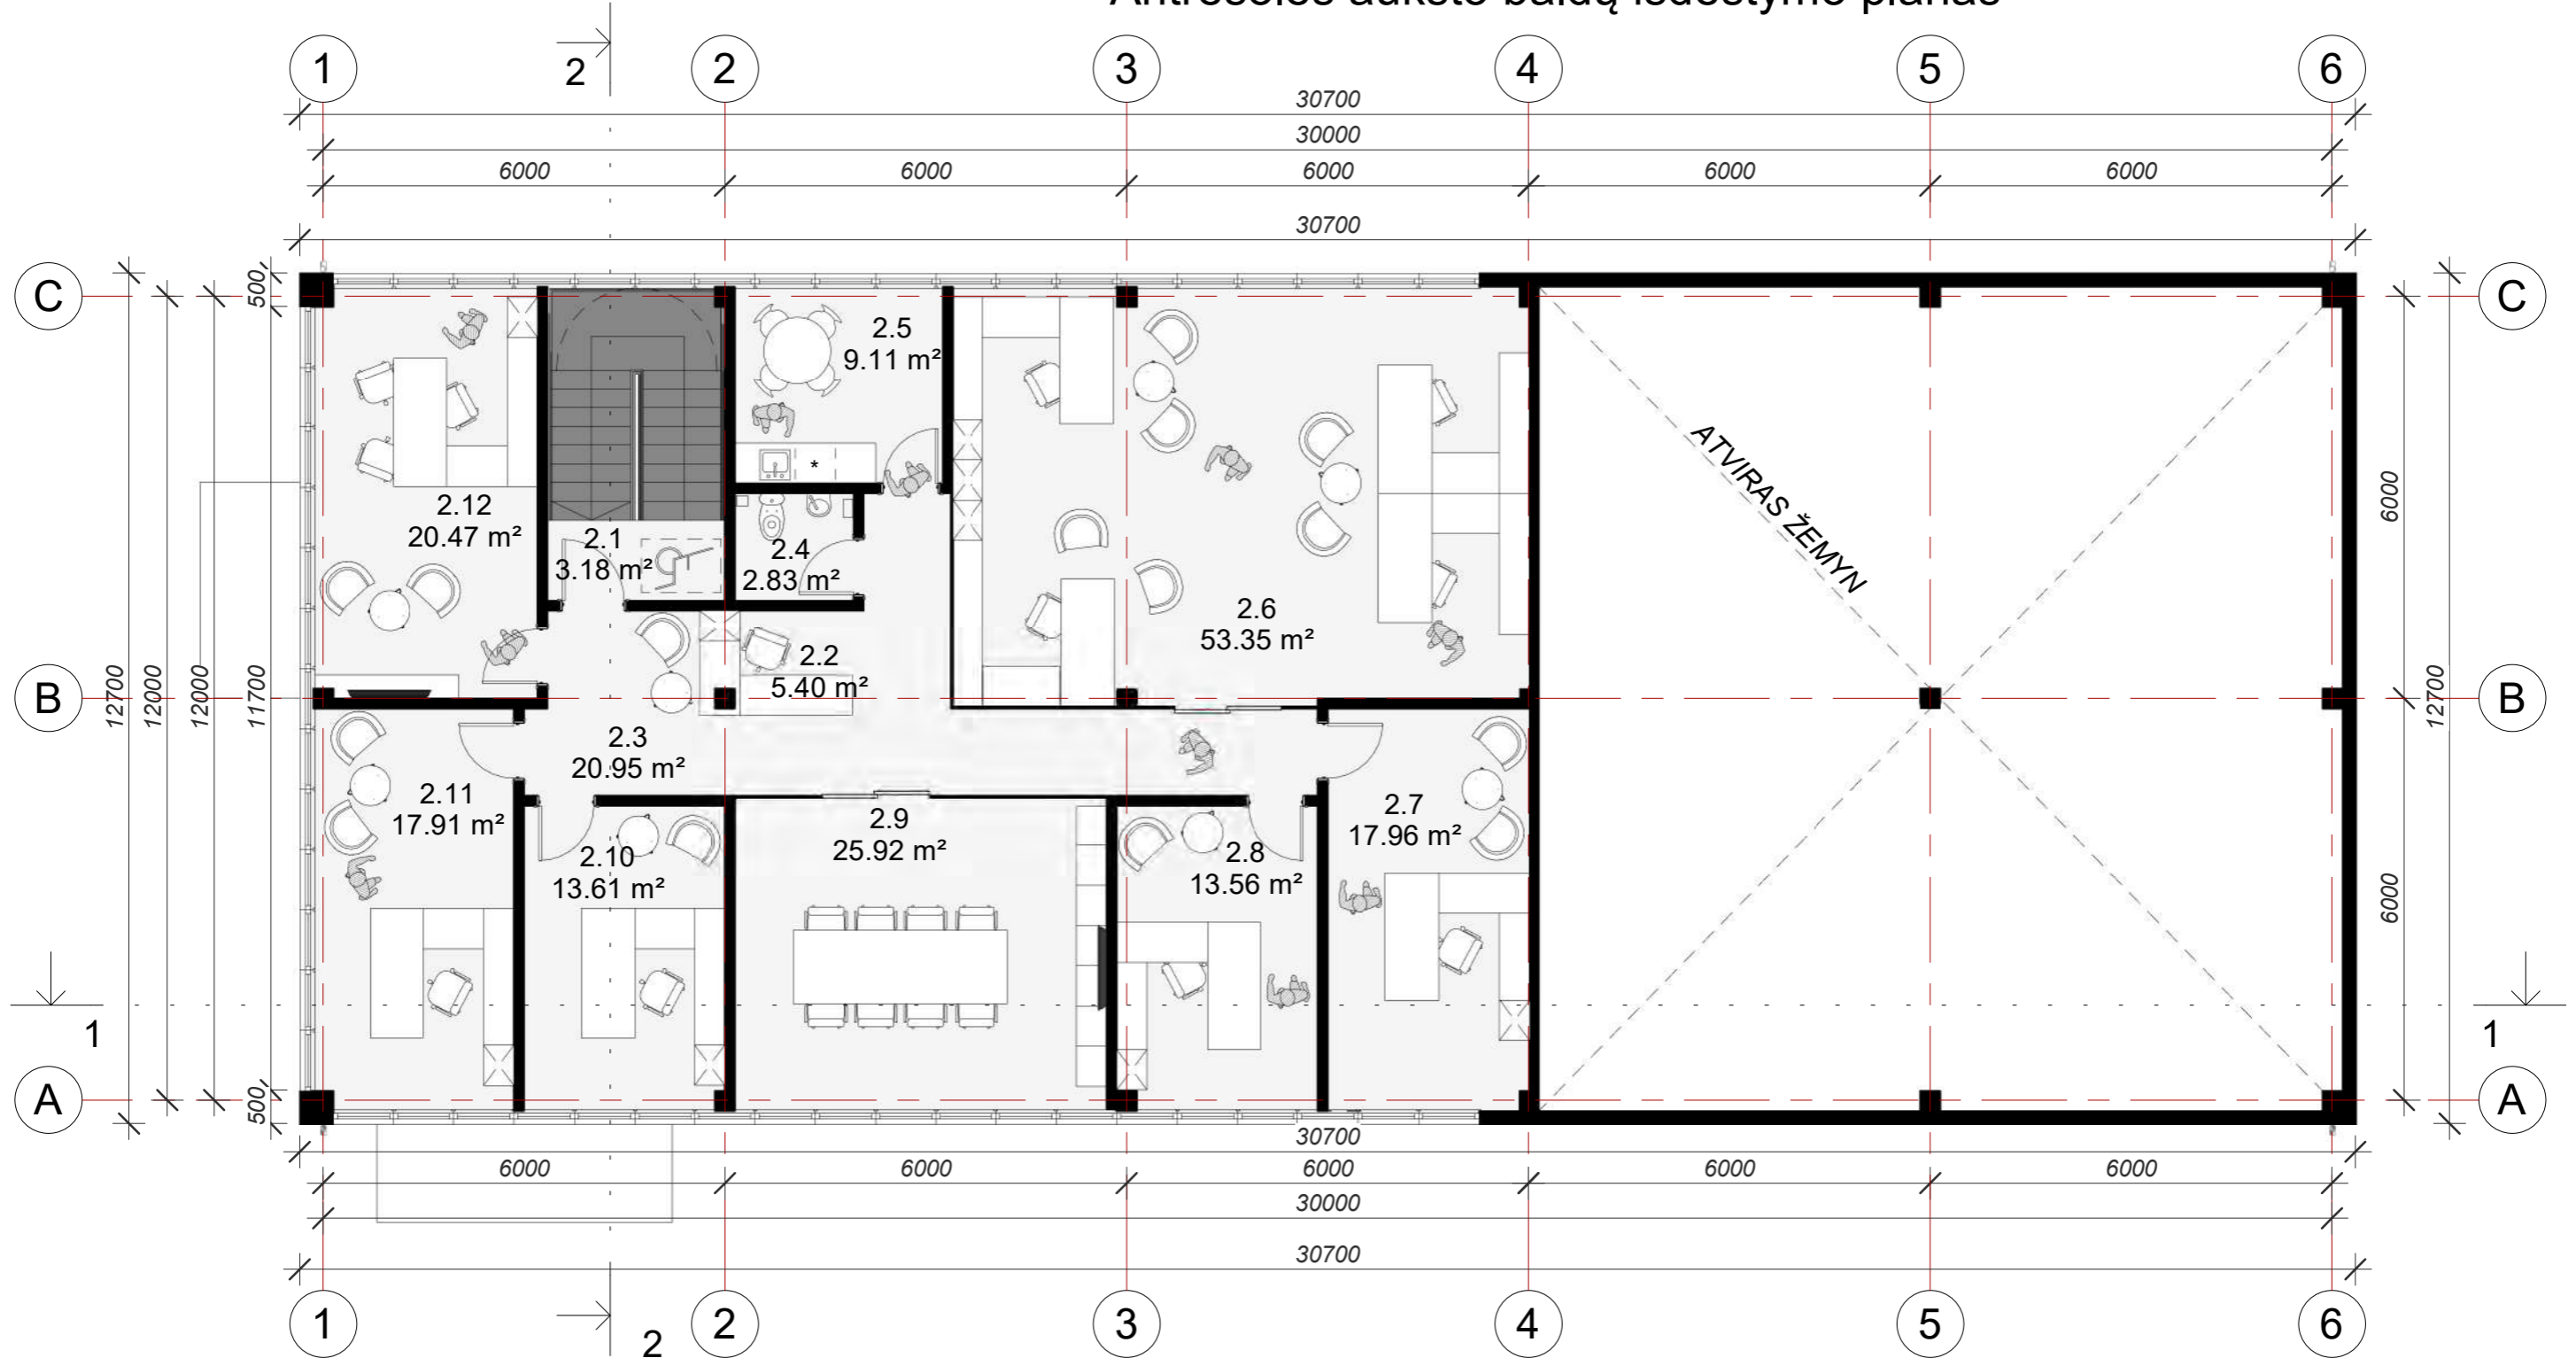 Antresolės aukšto baldų išdėstymo planas
2
1 2 3 4 5 6
30700
30000
6000 6000 6000 6000 6000
30700
C 500 C
2.5
9.11 m²
2.12
20.47 m²
2.1
3.18 m²
*
2.4
2.83 m²
ATVIRAS ŽEMYN
6000
2.6
53.35 m²
2.2
5.40 m²
B 12700 12000 12000 11700 12700 B
2.3
20.95 m²
2.11
17.91 m²
2.10
13.61 m²
2.9
25.92 m²
2.8
13.56 m²
2.7
17.96 m²
6000
1 1
A 500 A
30700
6000 6000 6000 6000 6000
30000
30700
1 2 3 4 5 6
2